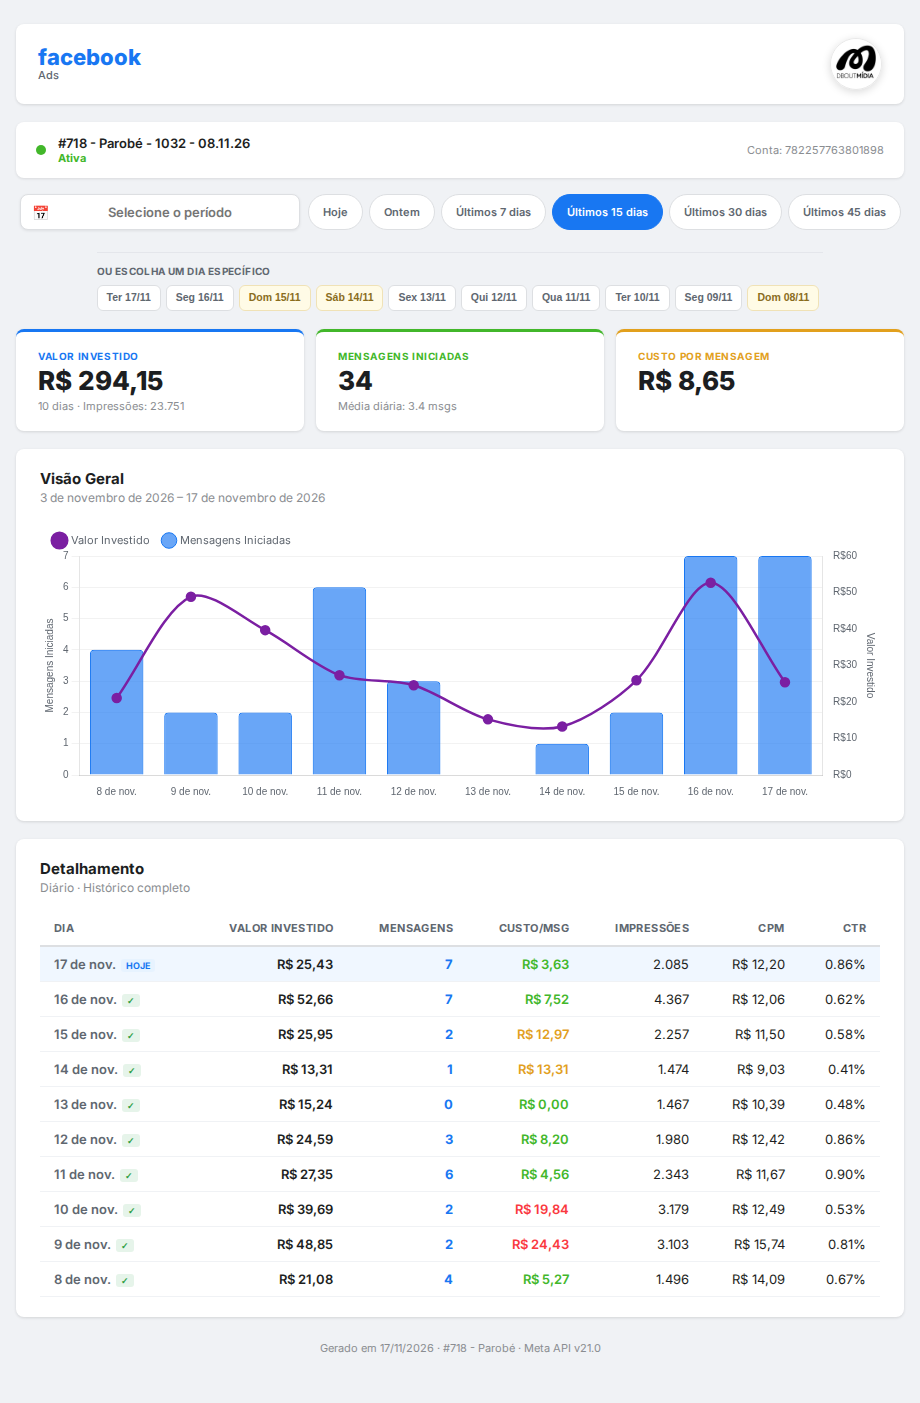 facebook
Ads
DBOUTMÍDIA
#718 - Parobé - 1032 - 08.11.26
Ativa
Conta: 782257763801898
Selecione o período
Hoje
Ontem
Últimos 7 dias
Últimos 15 dias
Últimos 30 dias
Últimos 45 dias
OU ESCOLHA UM DIA ESPECÍFICO
Ter 17/11
Seg 16/11
Dom 15/11
Sáb 14/11
Sex 13/11
Qui 12/11
Qua 11/11
Ter 10/11
Seg 09/11
Dom 08/11
VALOR INVESTIDO
R$ 294,15
10 dias · Impressões: 23.751
MENSAGENS INICIADAS
34
Média diária: 3.4 msgs
CUSTO POR MENSAGEM
R$ 8,65
Visão Geral
3 de novembro de 2026 – 17 de novembro de 2026
Valor Investido Mensagens Iniciadas
Mensagens Iniciadas
7
6
5
4
3
2
1
0
R$60
R$50
R$40
R$30
R$20
R$10
R$0
Valor Investido
8 de nov. 9 de nov. 10 de nov. 11 de nov. 12 de nov. 13 de nov. 14 de nov. 15 de nov. 16 de nov. 17 de nov.
Detalhamento
Diário · Histórico completo
DIA VALOR INVESTIDO MENSAGENS CUSTO/MSG IMPRESSÕES CPM CTR
17 de nov. HOJE R$ 25,43 7 R$ 3,63 2.085 R$ 12,20 0.86%
16 de nov. ✓ R$ 52,66 7 R$ 7,52 4.367 R$ 12,06 0.62%
15 de nov. ✓ R$ 25,95 2 R$ 12,97 2.257 R$ 11,50 0.58%
14 de nov. ✓ R$ 13,31 1 R$ 13,31 1.474 R$ 9,03 0.41%
13 de nov. ✓ R$ 15,24 0 R$ 0,00 1.467 R$ 10,39 0.48%
12 de nov. ✓ R$ 24,59 3 R$ 8,20 1.980 R$ 12,42 0.86%
11 de nov. ✓ R$ 27,35 6 R$ 4,56 2.343 R$ 11,67 0.90%
10 de nov. ✓ R$ 39,69 2 R$ 19,84 3.179 R$ 12,49 0.53%
9 de nov. ✓ R$ 48,85 2 R$ 24,43 3.103 R$ 15,74 0.81%
8 de nov. ✓ R$ 21,08 4 R$ 5,27 1.496 R$ 14,09 0.67%
Gerado em 17/11/2026 · #718 - Parobé · Meta API v21.0